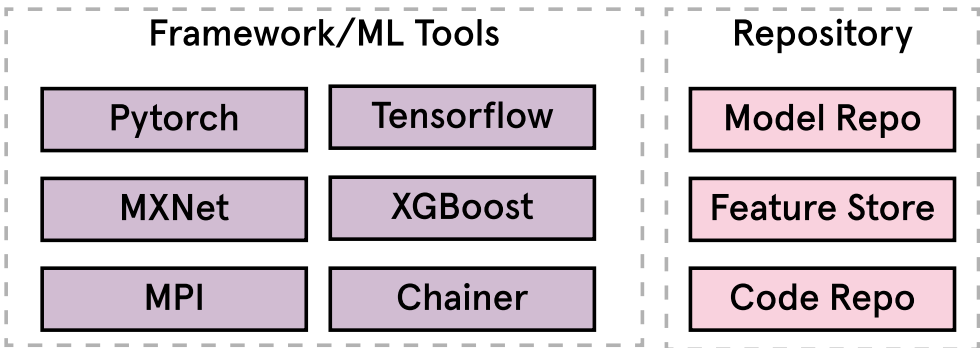 Framework/ML Tools
Pytorch
Tensorflow
MXNet
XGBoost
MPI
Chainer
Repository
Model Repo
Feature Store
Code Repo